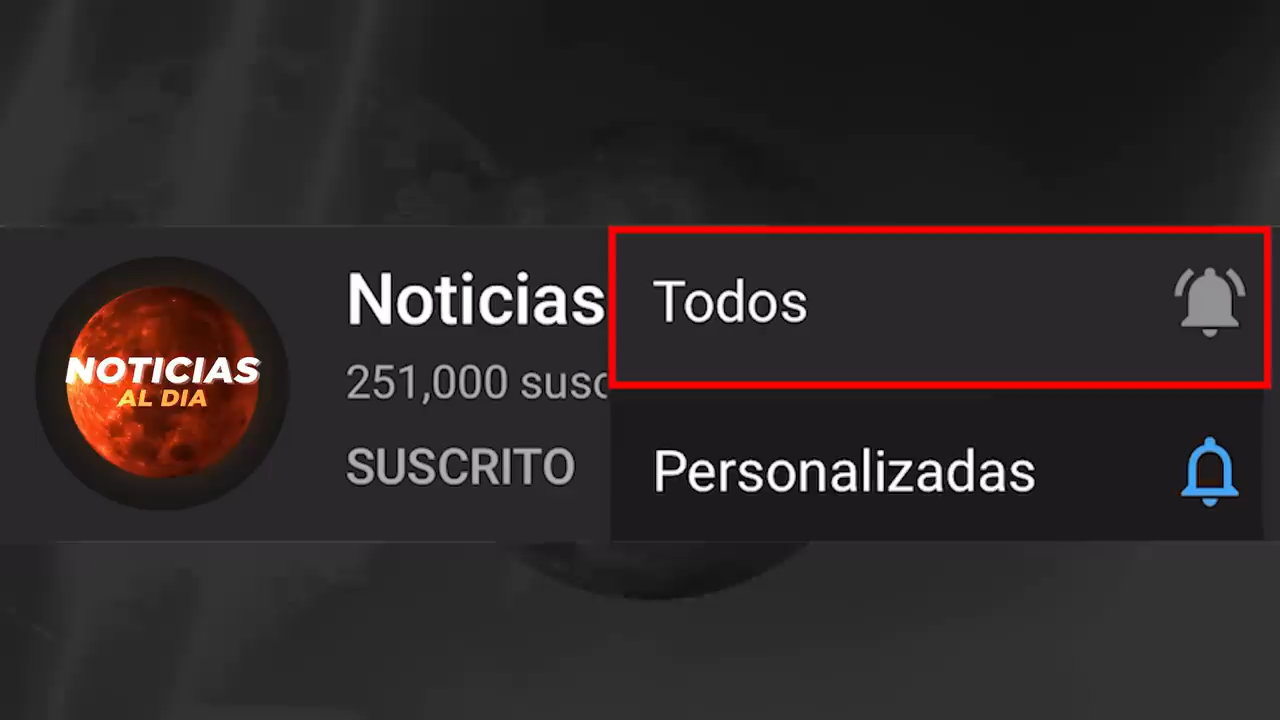 NOTICIAS
AL DIA
Noticias
251,000 susc
SUSCRITO
Todos
Personalizadas